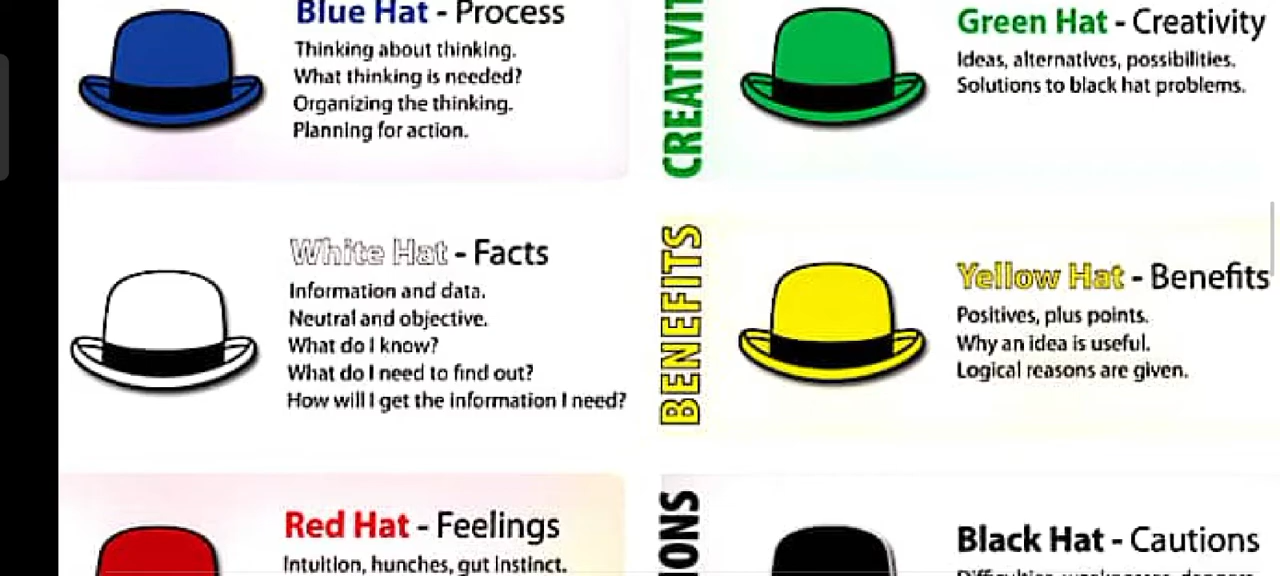 Blue Hat - Process
Thinking about thinking.
What thinking is needed?
Organizing the thinking.
Planning for action.
Green Hat - Creativity
Ideas, alternatives, possibilities.
Solutions to black hat problems.
White Hat - Facts
Information and data.
Neutral and objective.
What do I know?
What do I need to find out?
How will I get the information I need?
BENEFITS
Yellow Hat - Benefits
Positives, plus points.
Why an idea is useful.
Logical reasons are given.
Red Hat - Feelings
Intuition, hunches, gut instinct.
Black Hat - Cautions